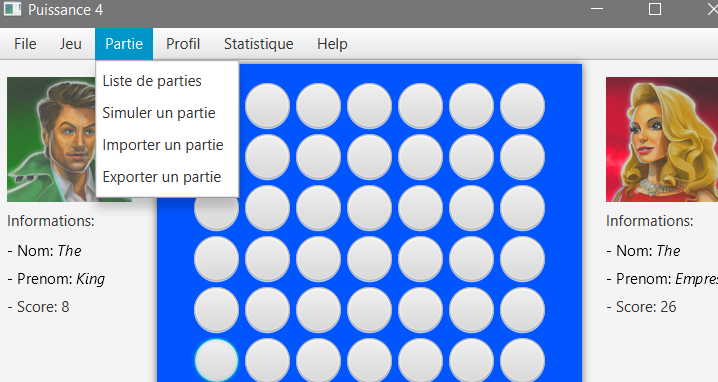 Puissance 4
File Jeu Partie Profil Statistique Help
Liste de parties
Simuler un partie
Importer un partie
Exporter un partie
Informations:
- Nom: The
- Prenom: King
- Score: 8
Informations:
- Nom: The
- Prenom: Empres
- Score: 26